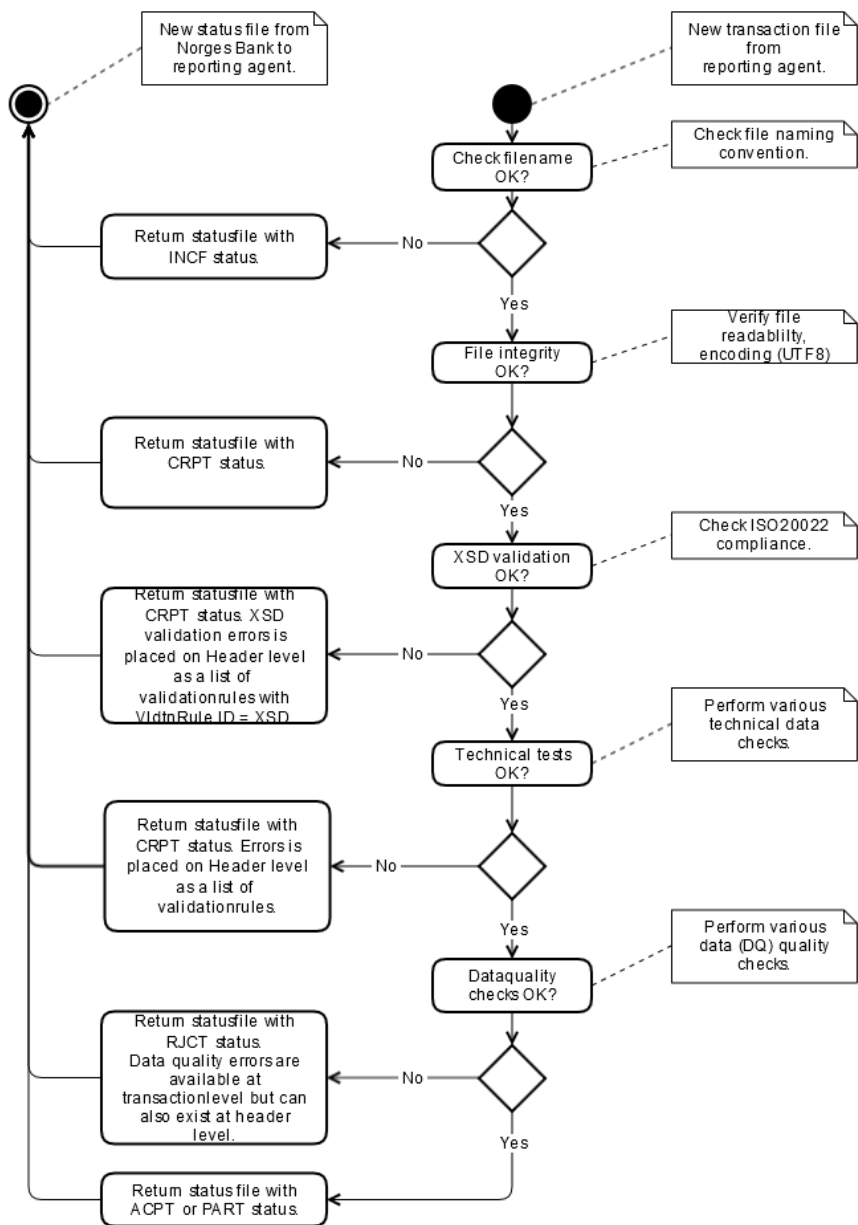 New status file from
Norges Bank to
reporting agent.
New transaction file
from
reporting agent.
Check file naming
convention.
Check filename
OK?
Return statusfile with
INCF status.
No
Yes
Verify file
readablilty,
encoding (UTF8)
File integrity
OK?
Return statusfile with
CRPT status.
No
Yes
Check ISO20022
compliance.
XSD validation
OK?
Return statusfile with
CRPT status. XSD
validation errors is
placed on Header level
as a list of
validationrules with
VldtnRule ID = XSD
No
Yes
Perform various
technical data
checks.
Technical tests
OK?
Return statusfile with
CRPT status. Errors is
placed on Header level
as a list of
validationrules.
No
Yes
Perform various
data (DQ) quality
checks.
Dataquality
checks OK?
Return statusfile with
RJCT status.
Data quality errors are
available at
transactionlevel but can
also exist at header
level.
No
Yes
Return status file with
ACPT or PART status.